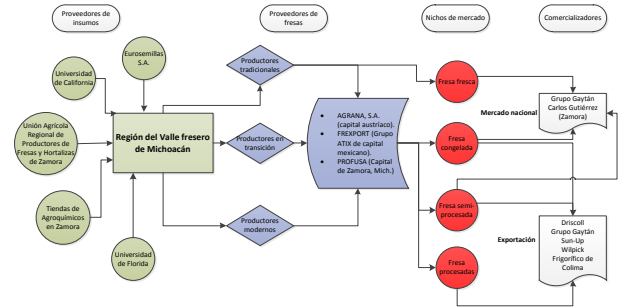 Proveedores de
insumos
Proveedores de
fresas
Nichos de mercado
Comercializadores
Eurosemillas
S.A.
Universidad
de California
Unión Agrícola
Regional de
Productores de
Fresas y Hortalizas
de Zamora
Tiendas de
Agroquímicos
en Zamora
Universidad
de Florida
Región del Valle fresero
de Michoacán
Productores
tradicionales
Productores en
transición
Productores
modernos
• AGRANA, S.A.
(capital austríaco).
• FREXPORT (Grupo
ATIX de capital
mexicano).
• PROFUSA (Capital
de Zamora, Mich.)
Fresa fresca
Fresa
congelada
Fresa semi-
procesada
Fresa
procesadas
Mercado nacional
Grupo Gaytán
Carlos Gutiérrez
(Zamora)
Exportación
Driscoll
Grupo Gaytán
Sun-Up
Wilpick
Frigorífico de
Colima